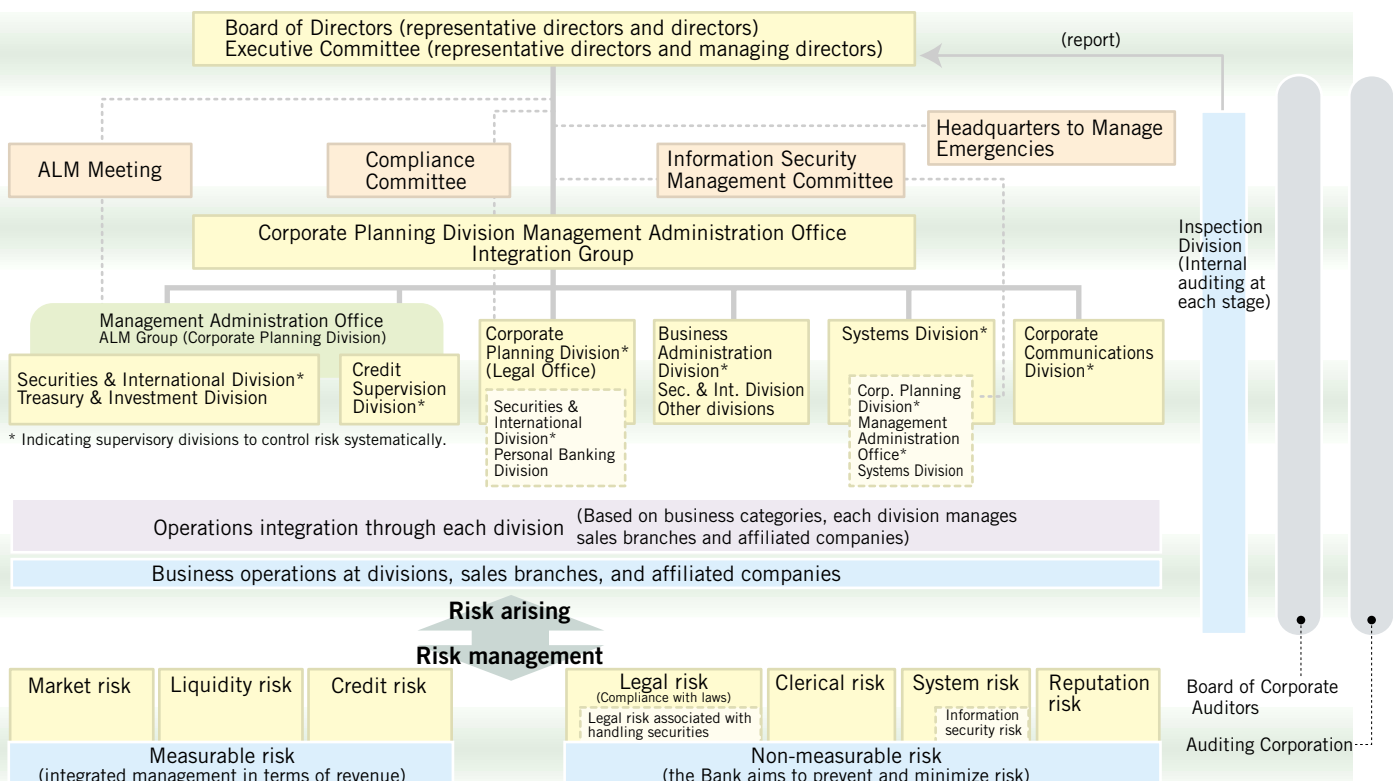 Board of Directors (representative directors and directors)
Executive Committee (representative directors and managing directors)
(report)
Headquarters to Manage
Emergencies
ALM Meeting
Compliance
Committee
Information Security
Management Committee
Corporate Planning Division Management Administration Office
Integration Group
Inspection
Division
(Internal
auditing at
each stage)
Management Administration Office
ALM Group (Corporate Planning Division)
Securities & International Division*
Treasury & Investment Division
Credit
Supervision
Division*
Corporate
Planning Division*
(Legal Office)
Securities &
International
Division*
Personal Banking
Division
Business
Administration
Division*
Sec. & Int. Division
Other divisions
Systems Division*
Corp. Planning
Division*
Management
Administration
Office*
Systems Division
Corporate
Communications
Division*
* Indicating supervisory divisions to control risk systematically.
Operations integration through each division
(Based on business categories, each division manages
sales branches and affiliated companies)
Business operations at divisions, sales branches, and affiliated companies
Risk arising
Risk management
Market risk
Liquidity risk
Credit risk
Measurable risk
(integrated management in terms of revenue)
Legal risk
(Compliance with laws)
Legal risk associated with
handling securities
Clerical risk
System risk
Information
security risk
Reputation
risk
Non-measurable risk
(the Bank aims to prevent and minimize risk)
Board of Corporate
Auditors
Auditing Corporation